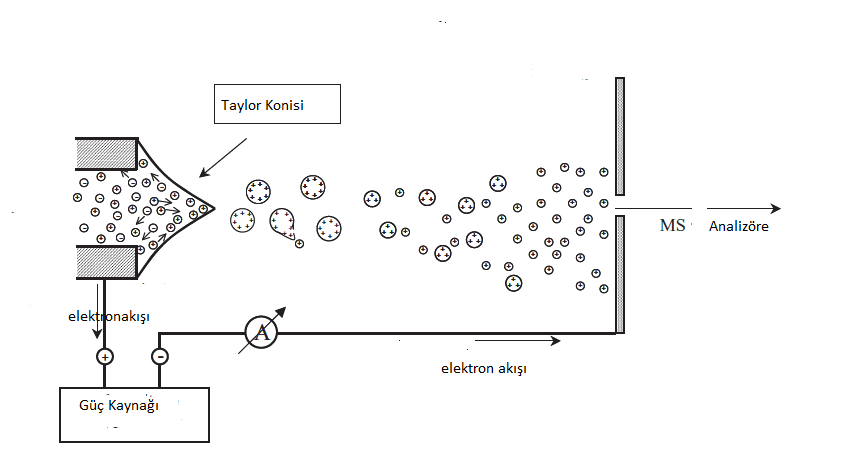 Taylor Konisi
MS
Analizöre
elektronakışı
A
elektron akışı
+
-
Güç Kaynağı